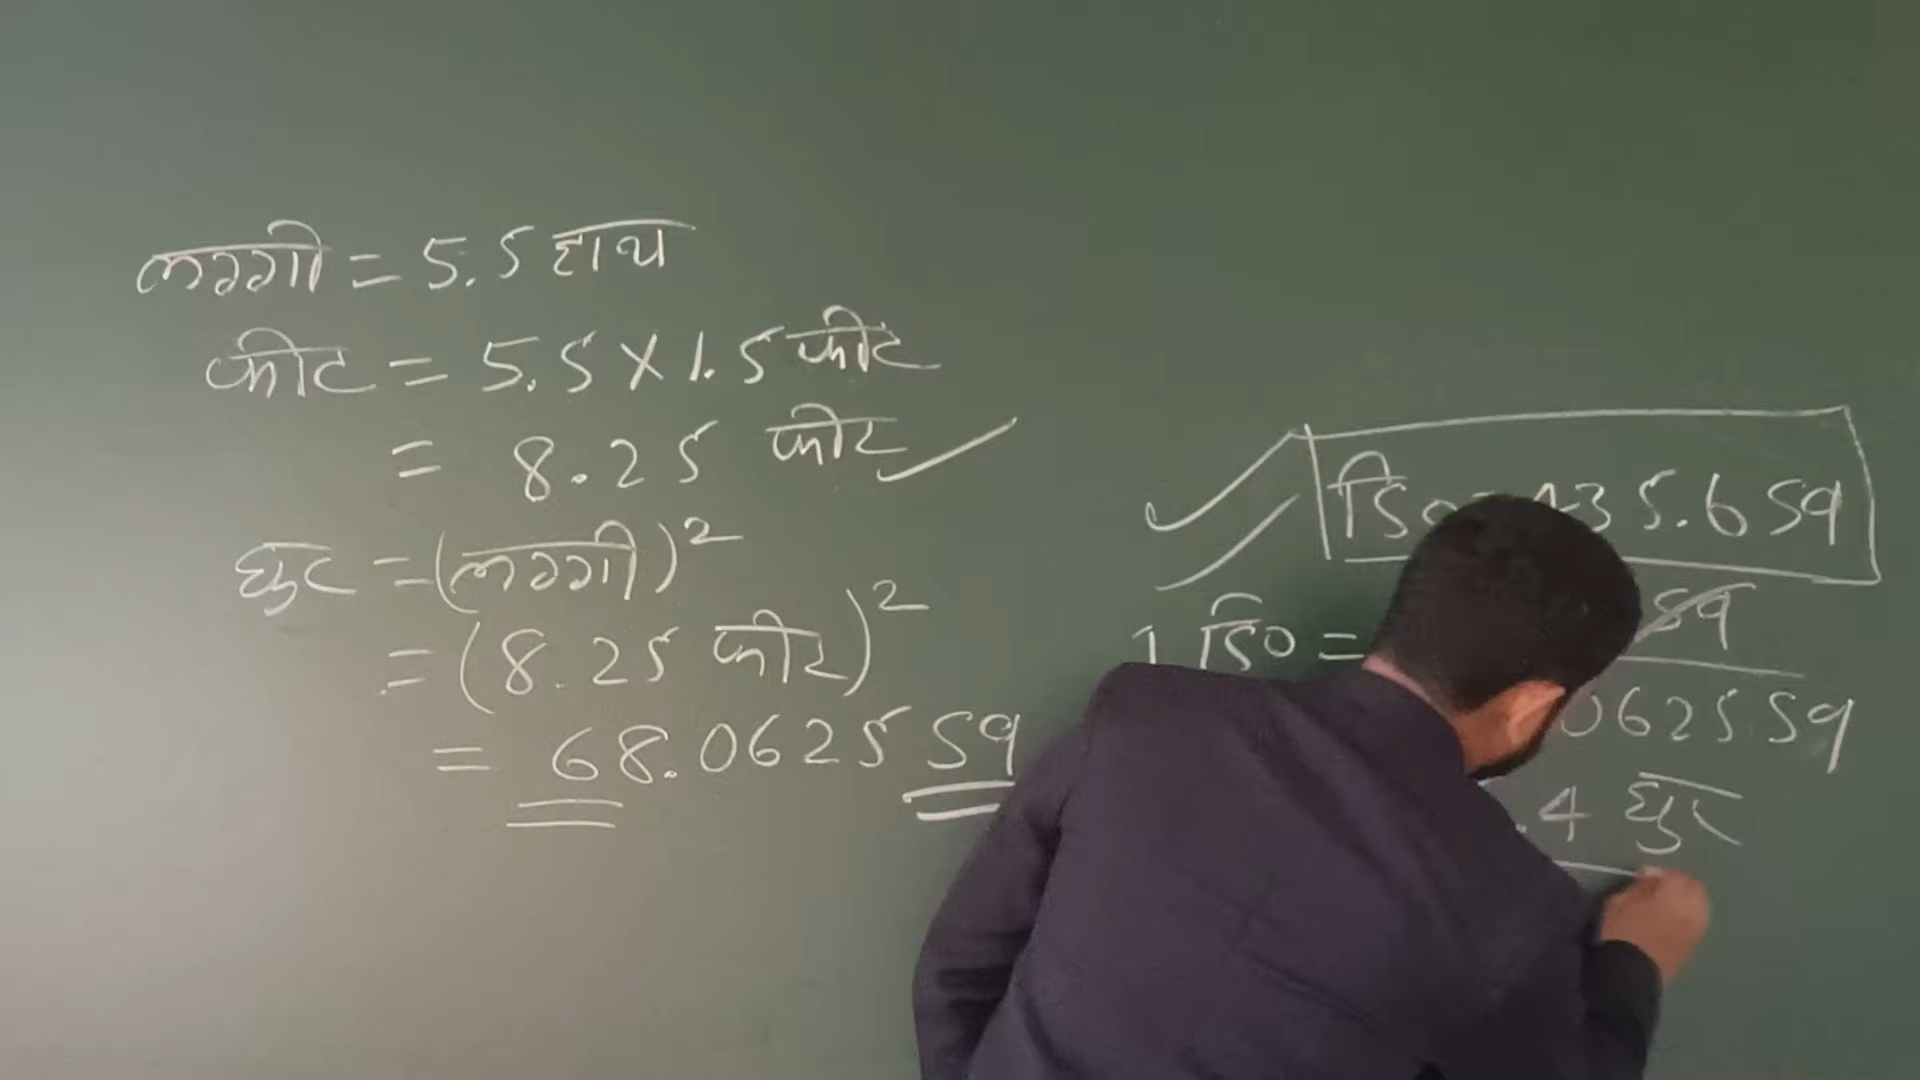 लग्गी = 5.5 हाथ
फीट = 5.5 X 1.5 फीट
= 8.25 फीट
धुर = (लग्गी)²
= (8.25 फीट)²
= 68.0625 sq
डि० 435.6 sq
1 डि० = sq
0625 sq
.4 धुर